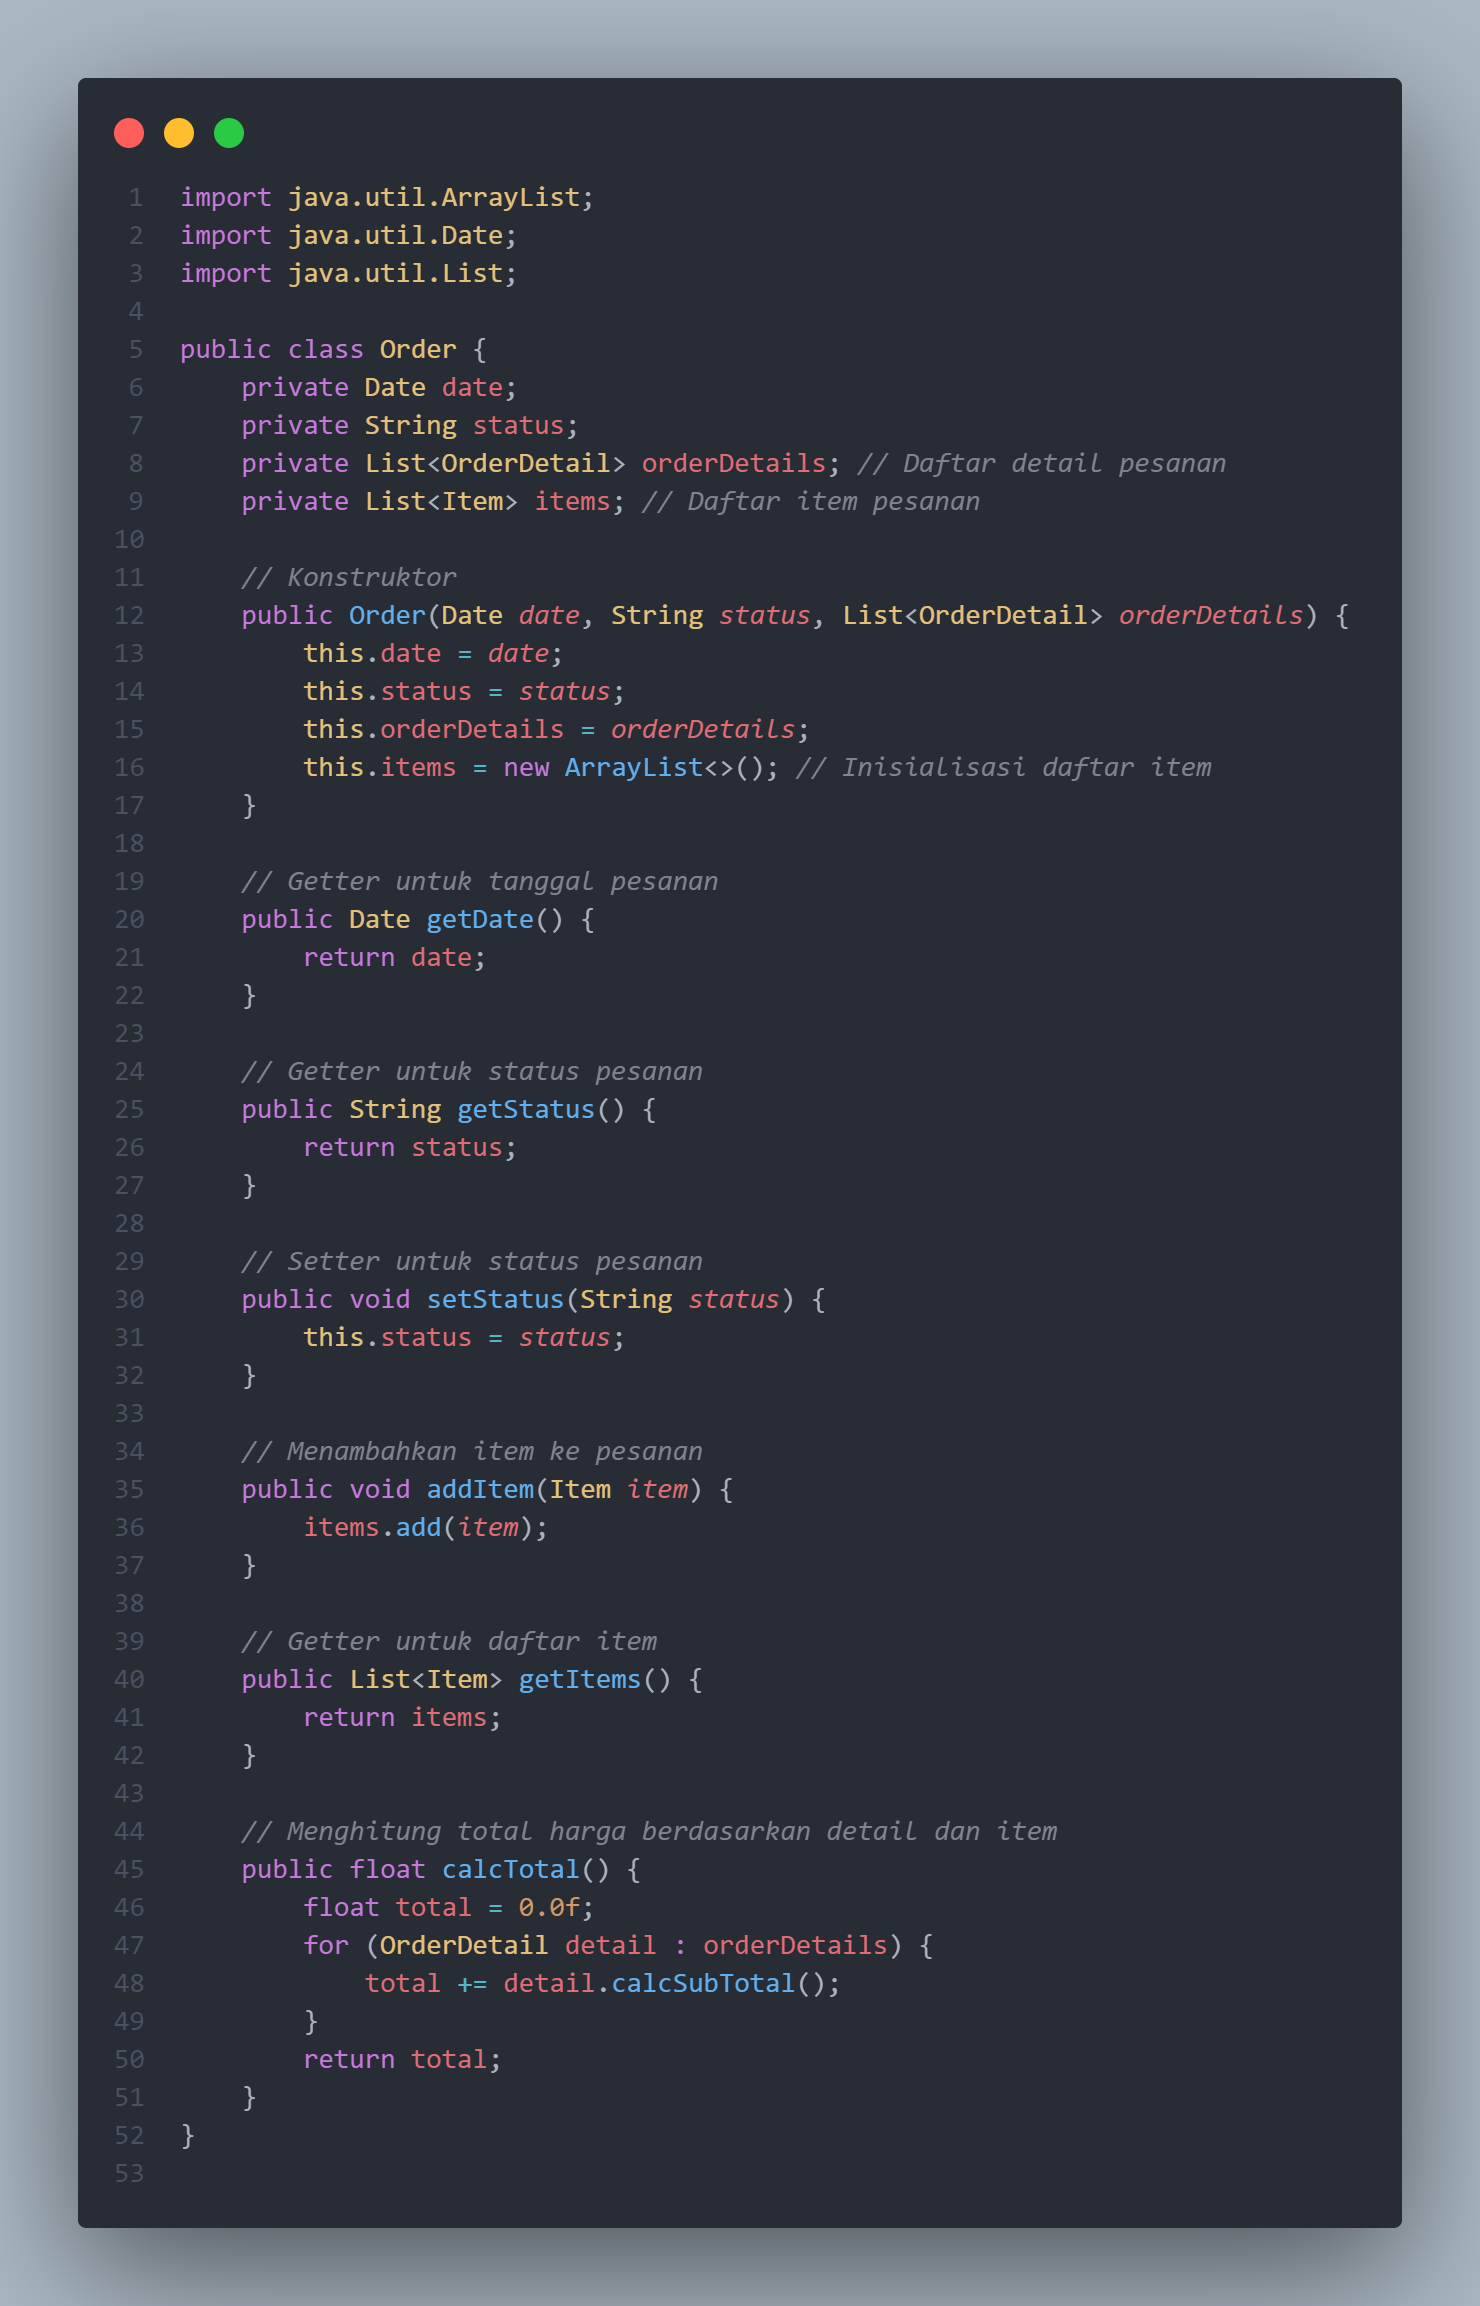 1 import java.util.ArrayList;
2 import java.util.Date;
3 import java.util.List;
4
5 public class Order {
6     private Date date;
7     private String status;
8     private List<OrderDetail> orderDetails; // Daftar detail pesanan
9     private List<Item> items; // Daftar item pesanan
10
11     // Konstruktor
12     public Order(Date date, String status, List<OrderDetail> orderDetails) {
13         this.date = date;
14         this.status = status;
15         this.orderDetails = orderDetails;
16         this.items = new ArrayList<>(); // Inisialisasi daftar item
17     }
18
19     // Getter untuk tanggal pesanan
20     public Date getDate() {
21         return date;
22     }
23
24     // Getter untuk status pesanan
25     public String getStatus() {
26         return status;
27     }
28
29     // Setter untuk status pesanan
30     public void setStatus(String status) {
31         this.status = status;
32     }
33
34     // Menambahkan item ke pesanan
35     public void addItem(Item item) {
36         items.add(item);
37     }
38
39     // Getter untuk daftar item
40     public List<Item> getItems() {
41         return items;
42     }
43
44     // Menghitung total harga berdasarkan detail dan item
45     public float calcTotal() {
46         float total = 0.0f;
47         for (OrderDetail detail : orderDetails) {
48             total += detail.calcSubTotal();
49         }
50         return total;
51     }
52 }
53